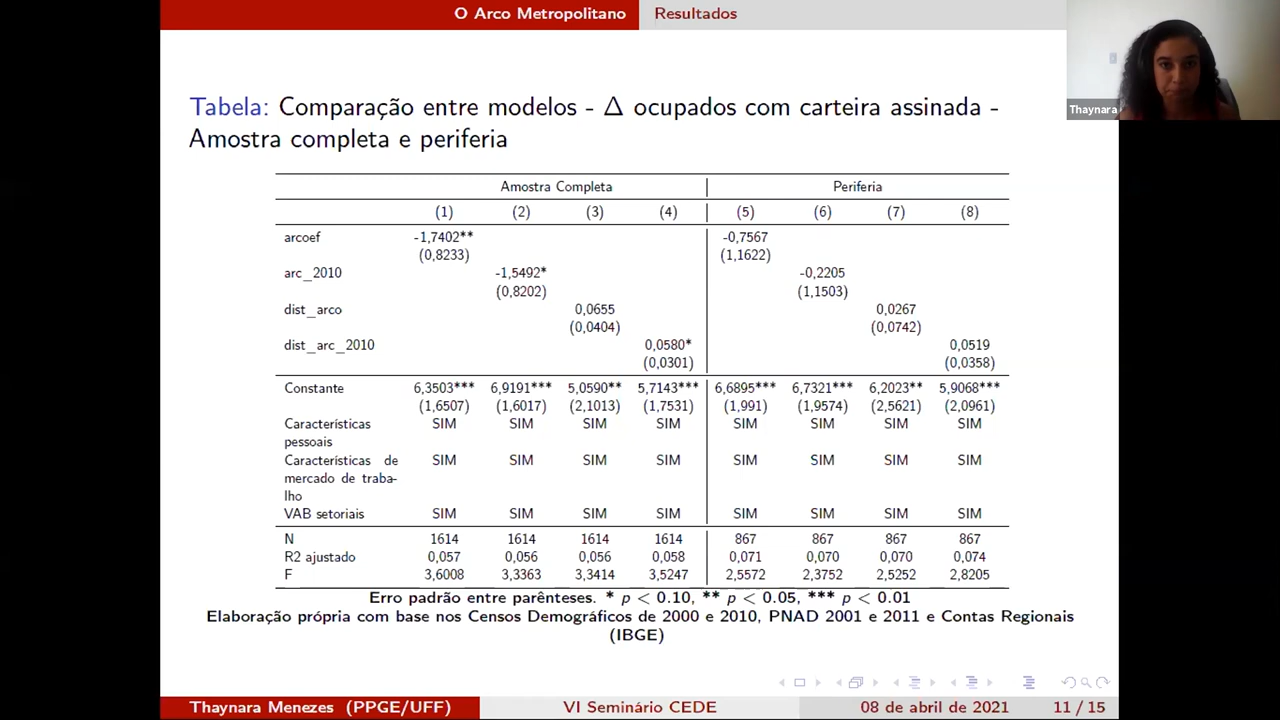 O Arco Metropolitano Resultados
Thaynara
Tabela: Comparação entre modelos - Δ ocupados com carteira assinada -
Amostra completa e periferia
Amostra Completa Periferia
(1) (2) (3) (4) (5) (6) (7) (8)
arcoef -1,7402** -0,7567
(0,8233) (1,1622)
arc_2010 -1,5492* -0,2205
(0,8202) (1,1503)
dist_arco 0,0655 0,0267
(0,0404) (0,0742)
dist_arc_2010 0,0580* 0,0519
(0,0301) (0,0358)
Constante 6,3503*** 6,9191*** 5,0590** 5,7143*** 6,6895*** 6,7321*** 6,2023** 5,9068***
(1,6507) (1,6017) (2,1013) (1,7531) (1,991) (1,9574) (2,5621) (2,0961)
Características SIM SIM SIM SIM SIM SIM SIM SIM
pessoais
Características de SIM SIM SIM SIM SIM SIM SIM SIM
mercado de traba-
lho
VAB setoriais SIM SIM SIM SIM SIM SIM SIM SIM
N 1614 1614 1614 1614 867 867 867 867
R2 ajustado 0,057 0,056 0,056 0,058 0,071 0,070 0,070 0,074
F 3,6008 3,3363 3,3414 3,5247 2,5572 2,3752 2,5252 2,8205
Erro padrão entre parênteses. * p < 0.10, ** p < 0.05, *** p < 0.01
Elaboração própria com base nos Censos Demográficos de 2000 e 2010, PNAD 2001 e 2011 e Contas Regionais
(IBGE)
Thaynara Menezes (PPGE/UFF) VI Seminário CEDE 08 de abril de 2021 11 / 15